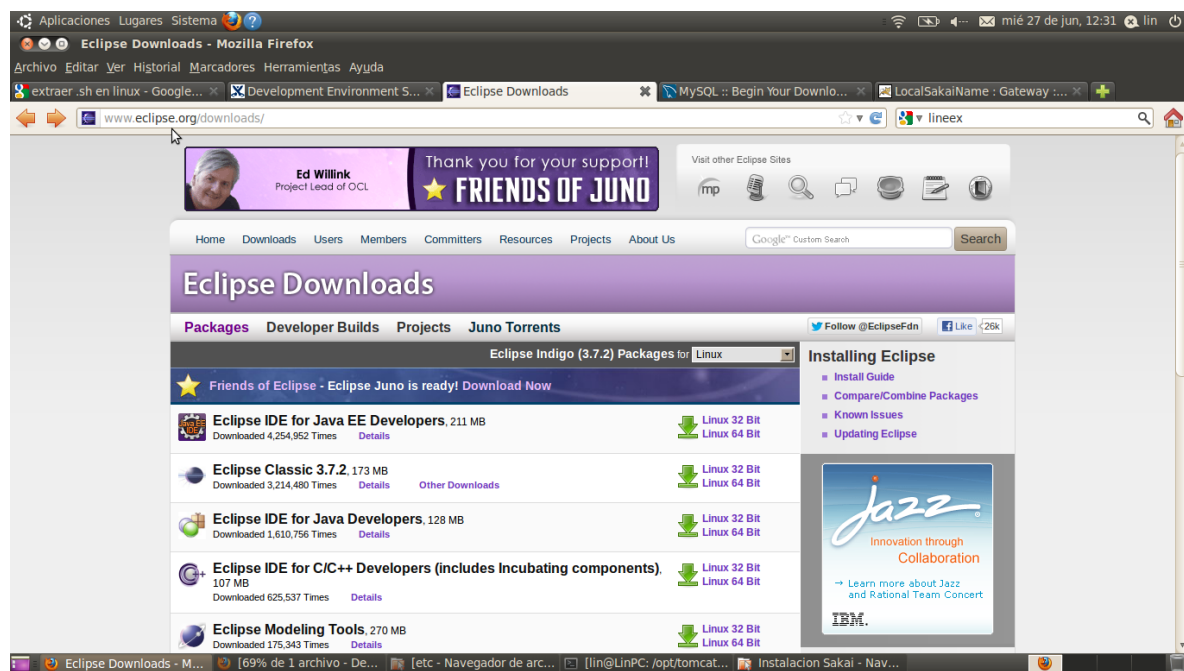 Aplicaciones Lugares Sistema mié 27 de jun, 12:31 lin
Eclipse Downloads - Mozilla Firefox
Archivo Editar Ver Historial Marcadores Herramientas Ayuda
extraer .sh en linux - Google... Development Environment S... Eclipse Downloads MySQL :: Begin Your Downlo... LocalSakaiName : Gateway :...
www.eclipse.org/downloads/ lineex
Ed Willink
Project Lead of OCL
Thank you for your support!
FRIENDS OF JUNO
Visit other Eclipse Sites
mp
Home Downloads Users Members Committers Resources Projects About Us Google™ Custom Search Search
Eclipse Downloads
Packages Developer Builds Projects Juno Torrents Follow @EclipseFdn Like 26k
Eclipse Indigo (3.7.2) Packages for Linux
Friends of Eclipse - Eclipse Juno is ready! Download Now
Java EE IDE
Eclipse IDE for Java EE Developers, 211 MB
Downloaded 4,254,952 Times Details
Linux 32 Bit
Linux 64 Bit
Eclipse Classic 3.7.2, 173 MB
Downloaded 3,214,480 Times Details Other Downloads
Linux 32 Bit
Linux 64 Bit
Eclipse IDE for Java Developers, 128 MB
Downloaded 1,610,756 Times Details
Linux 32 Bit
Linux 64 Bit
Eclipse IDE for C/C++ Developers (includes Incubating components),
107 MB
Downloaded 625,537 Times Details
Linux 32 Bit
Linux 64 Bit
Eclipse Modeling Tools, 270 MB
Downloaded 175,343 Times Details
Linux 32 Bit
Linux 64 Bit
Installing Eclipse
Install Guide
Compare/Combine Packages
Known Issues
Updating Eclipse
jazz
Innovation through
Collaboration
→ Learn more about Jazz
and Rational Team Concert
IBM.
Eclipse Downloads - M... [69% de 1 archivo - De... [etc - Navegador de arc... [lin@LinPC: /opt/tomcat... Instalacion Sakai - Nav...